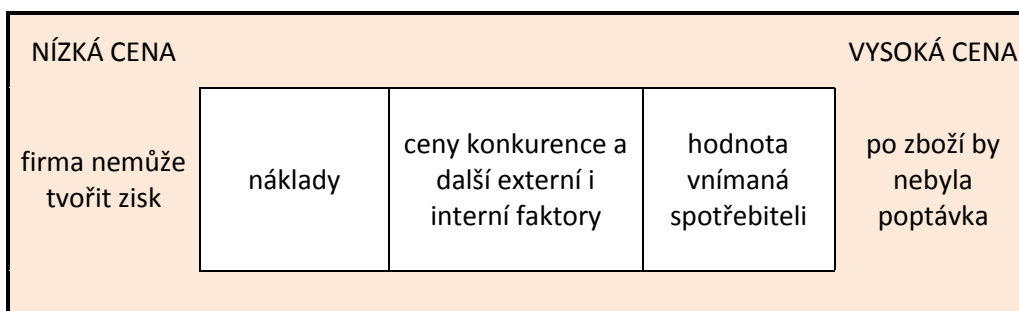 NÍZKÁ CENA
VYSOKÁ CENA
firma nemůže
tvořit zisk
náklady
ceny konkurence a
další externí i
interní faktory
hodnota
vnímaná
spotřebiteli
po zboží by
nebyla
poptávka